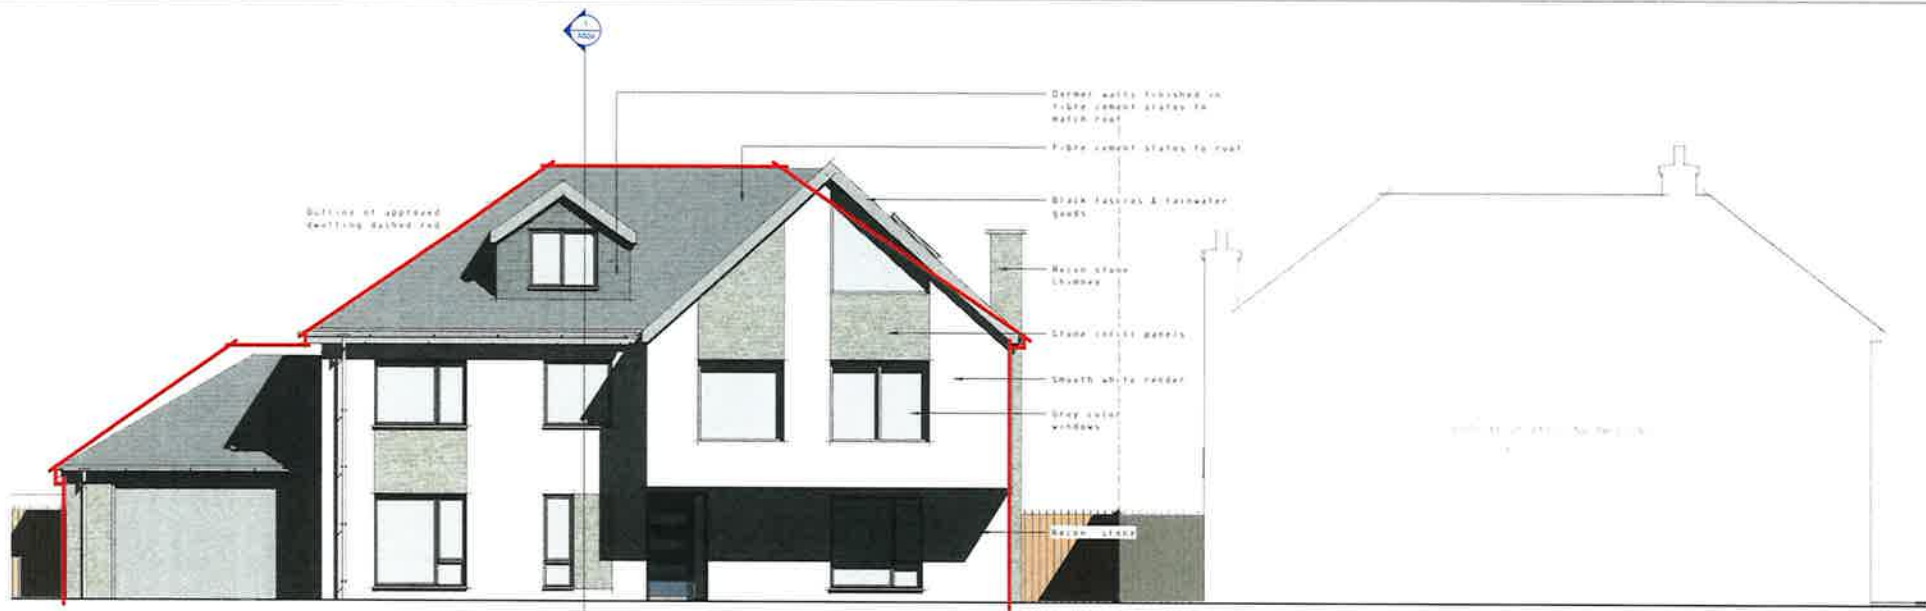 1
Dormer walls finished in
fibre cement slates to
match roof
Fibre cement slates to roof
Outline of approved
dwelling dashed red
Black fascias & rainwater
goods
Recon stone
Chimney
Stone infill panels
Smooth white render
Grey color
windows
Recon stone